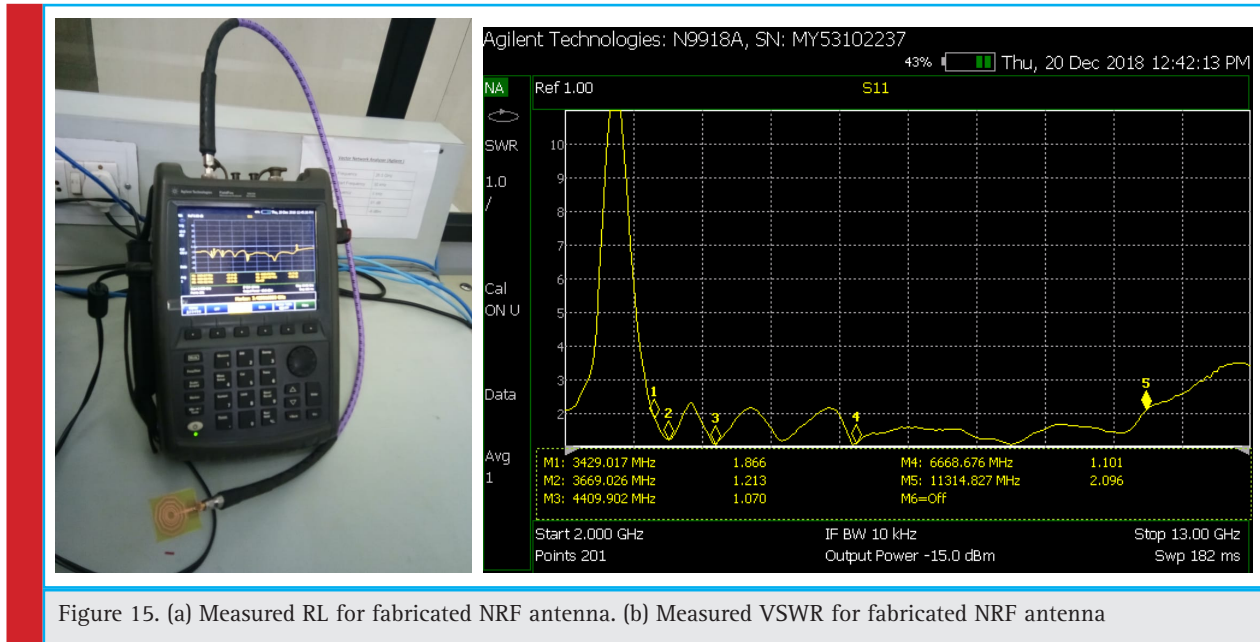 Agilent Technologies: N9918A, SN: MY53102237
43% Thu, 20 Dec 2018 12:42:13 PM
NA Ref 1.00 S11
SWR
1.0
/
Cal
ON U
Data
Avg
1
10
9
8
7
6
5
4
3
2
1
2
3
4
5
M1: 3429.017 MHz 1.866 M4: 6668.676 MHz 1.101
M2: 3669.026 MHz 1.213 M5: 11314.827 MHz 2.096
M3: 4409.902 MHz 1.070 M6=Off
Start 2.000 GHz IF BW 10 kHz Stop 13.00 GHz
Points 201 Output Power -15.0 dBm Swp 182 ms
Figure 15. (a) Measured RL for fabricated NRF antenna. (b) Measured VSWR for fabricated NRF antenna